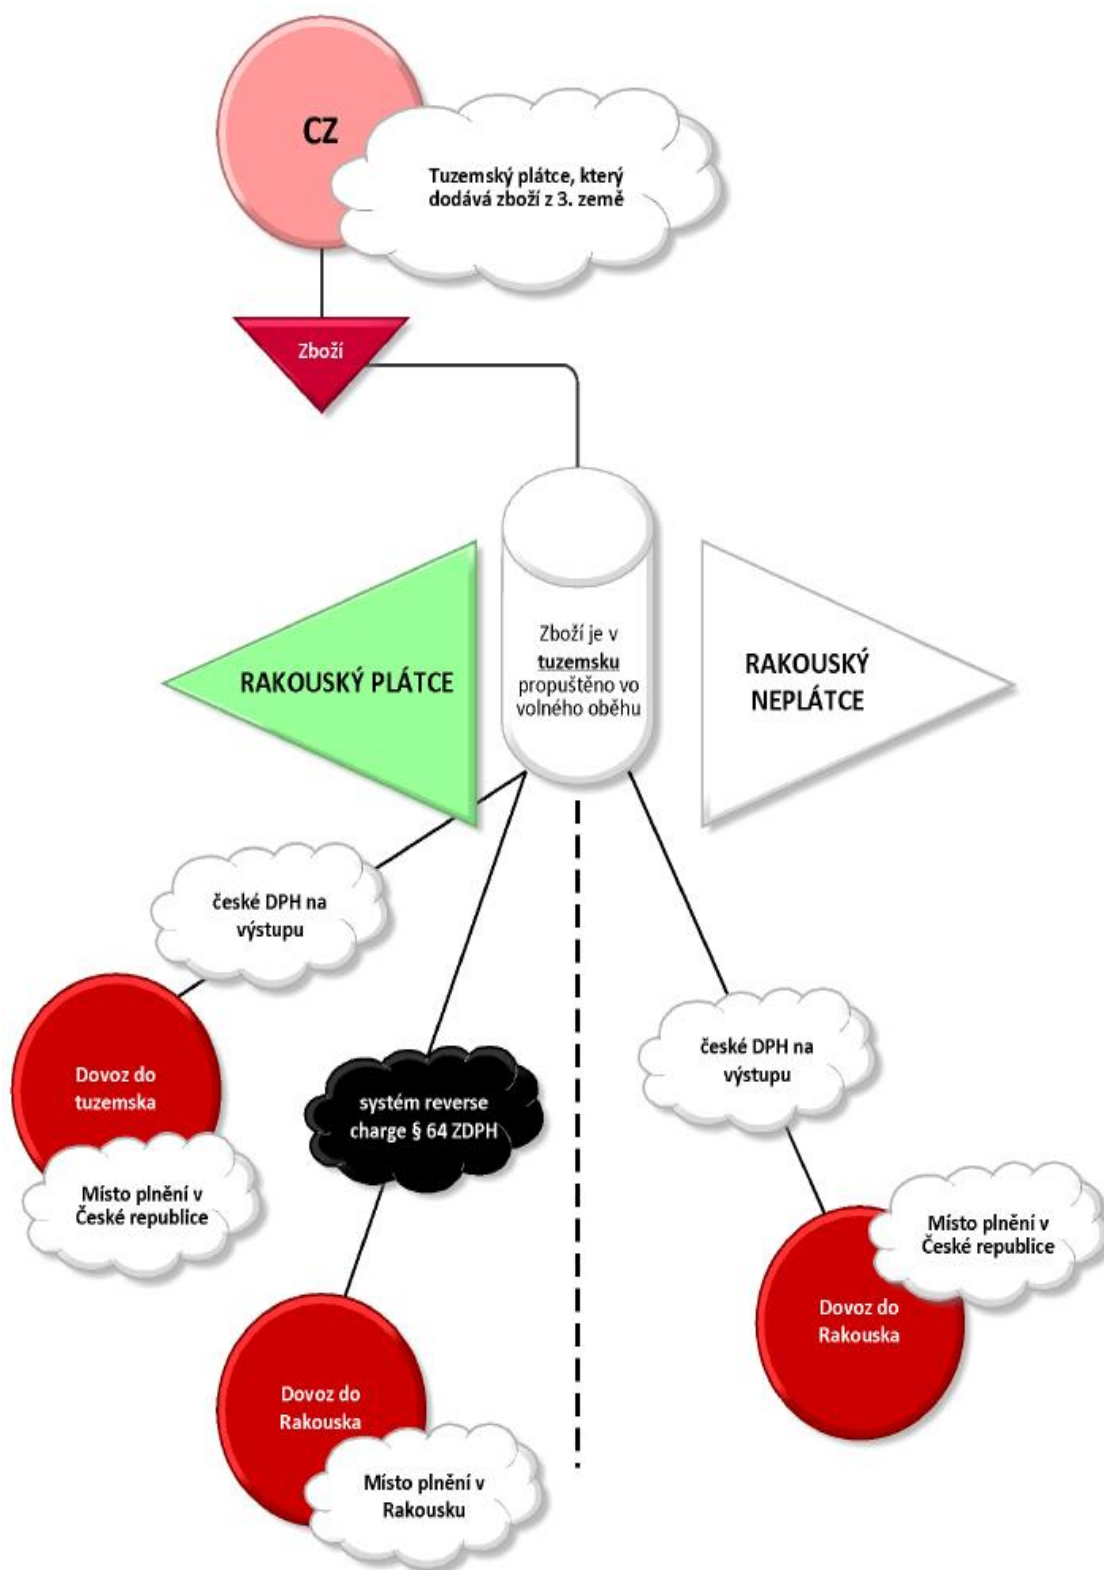 CZ
Tuzemský plátce, který
dodává zboží z 3. země
Zboží
Zboží je v
tuzemsku
propuštěno vo
volného oběhu
RAKOUSKÝ PLÁTCE
RAKOUSKÝ
NEPLÁTCE
české DPH na
výstupu
Dovoz do
tuzemska
Místo plnění v
České republice
systém reverse
charge § 64 ZDPH
Dovoz do
Rakouska
Místo plnění v
Rakousku
české DPH na
výstupu
Místo plnění v
České republice
Dovoz do
Rakouska